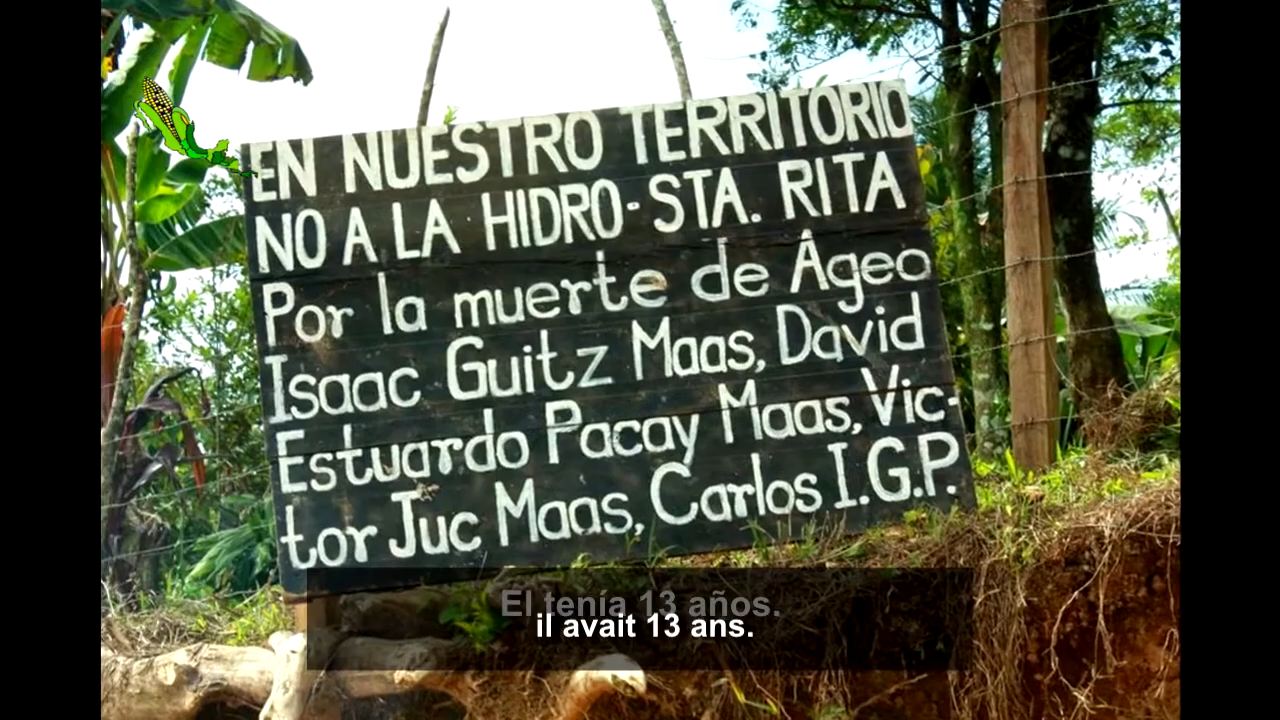 EN NUESTRO TERRITORIO
NO A LA HIDRO-STA. RITA
Por la muerte de Ageo
Isaac Guitz Maas, David
Estuardo Pacay Maas, Vic-
tor Juc Maas, Carlos I.G.P.
El tenía 13 años.
il avait 13 ans.